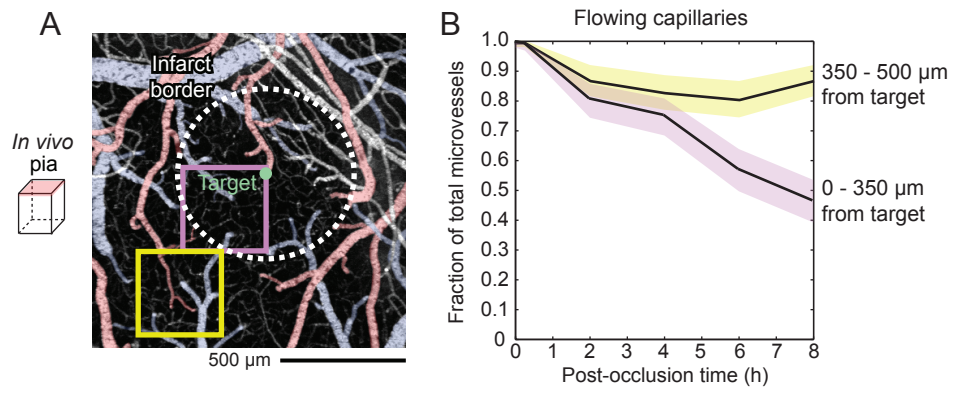 A
Infarct
border
In vivo
pia
Target
500 µm
B
Flowing capillaries
Fraction of total microvessels
1.0
0.9
0.8
0.7
0.6
0.5
0.4
0.3
0.2
0.1
0
0 1 2 3 4 5 6 7 8
Post-occlusion time (h)
350 - 500 µm
from target
0 - 350 µm
from target